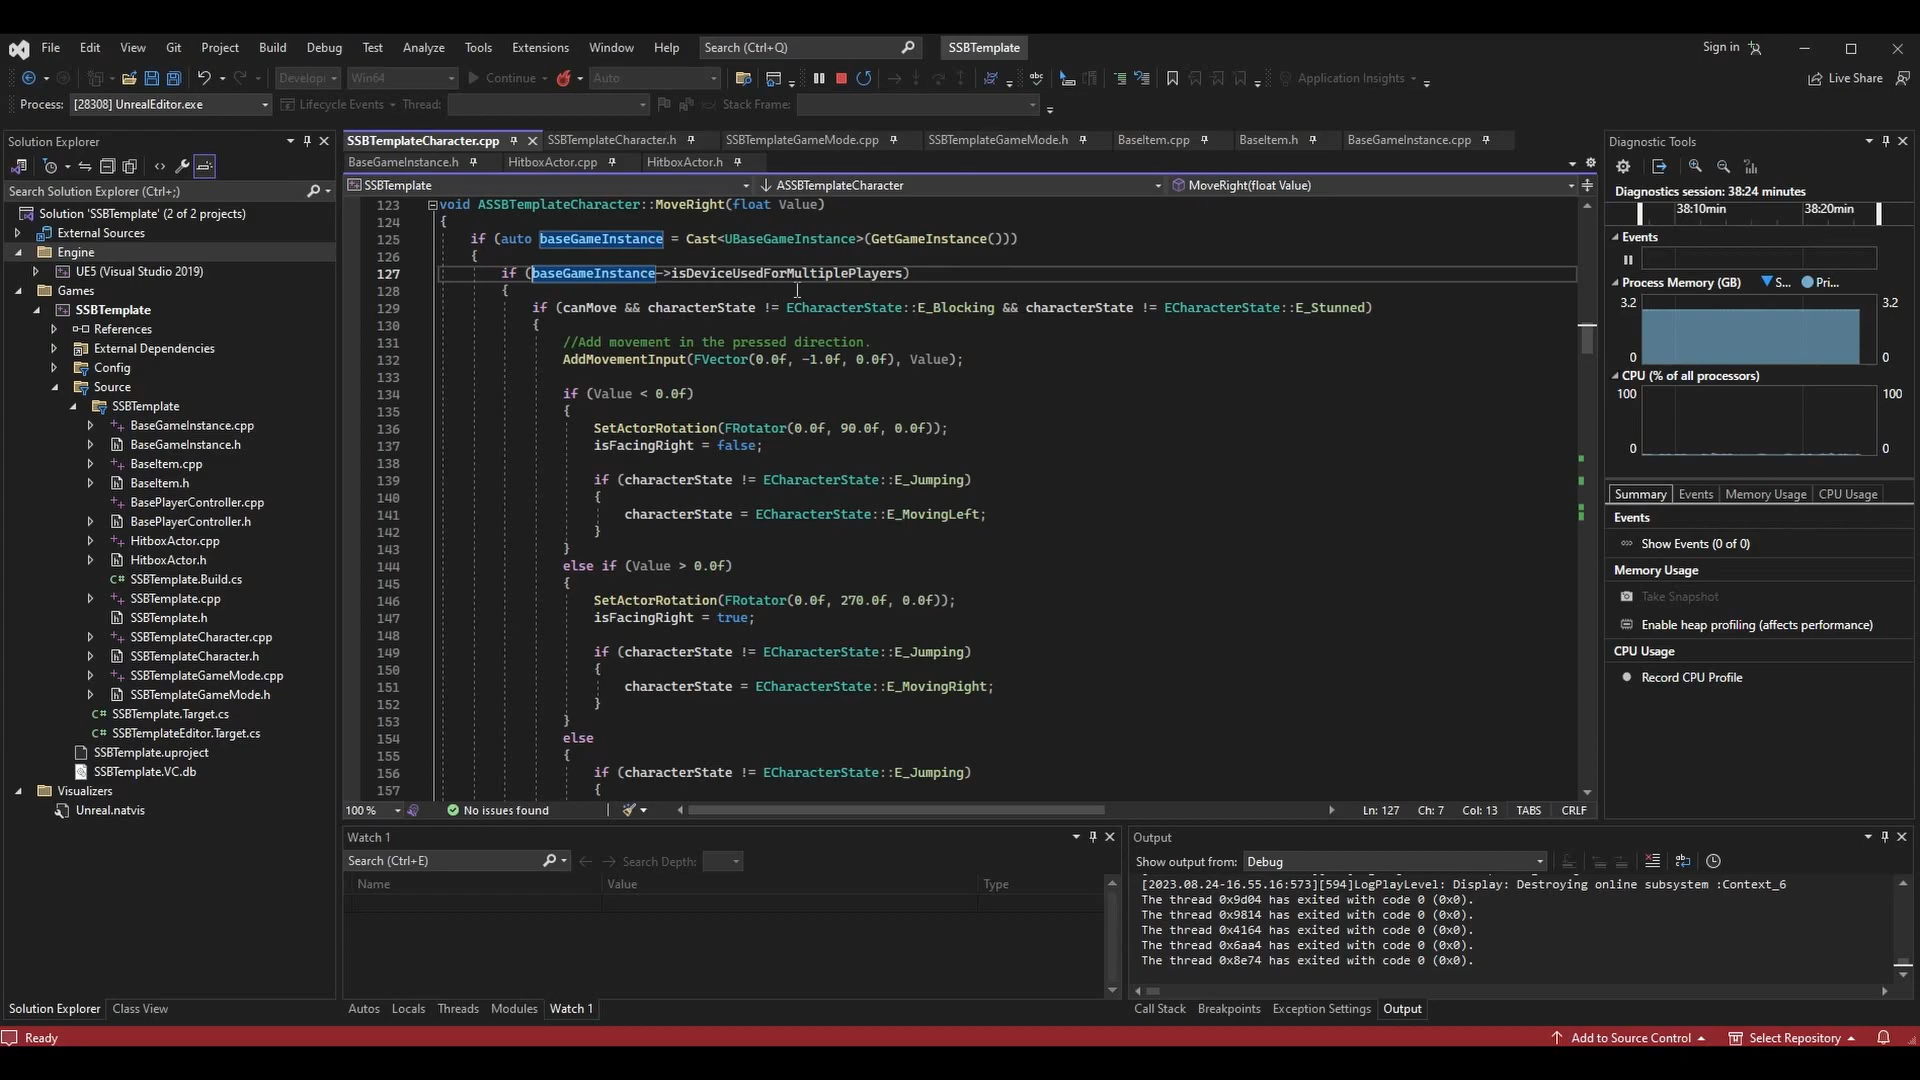 File Edit View Git Project Build Debug Test Analyze Tools Extensions Window Help Search (Ctrl+Q) SSBTemplate Sign in
Develop Win64 Continue Auto Application Insights Live Share
Process: [28308] UnrealEditor.exe Lifecycle Events Thread: Stack Frame:
Solution Explorer
Search Solution Explorer (Ctrl+;)
Solution 'SSBTemplate' (2 of 2 projects)
External Sources
Engine
UE5 (Visual Studio 2019)
Games
SSBTemplate
References
External Dependencies
Config
Source
SSBTemplate
BaseGameInstance.cpp
BaseGameInstance.h
BaseItem.cpp
BaseItem.h
BasePlayerController.cpp
BasePlayerController.h
HitboxActor.cpp
HitboxActor.h
C# SSBTemplate.Build.cs
SSBTemplate.cpp
SSBTemplate.h
SSBTemplateCharacter.cpp
SSBTemplateCharacter.h
SSBTemplateGameMode.cpp
SSBTemplateGameMode.h
C# SSBTemplate.Target.cs
C# SSBTemplateEditor.Target.cs
SSBTemplate.uproject
SSBTemplate.VC.db
Visualizers
Unreal.natvis
Solution Explorer Class View
SSBTemplateCharacter.cpp SSBTemplateCharacter.h SSBTemplateGameMode.cpp SSBTemplateGameMode.h BaseItem.cpp BaseItem.h BaseGameInstance.cpp
BaseGameInstance.h HitboxActor.cpp HitboxActor.h
SSBTemplate ASSBTemplateCharacter MoveRight(float Value)
123 void ASSBTemplateCharacter::MoveRight(float Value)
124 {
125 if (auto baseGameInstance = Cast<UBaseGameInstance>(GetGameInstance()))
126 {
127 if (baseGameInstance->isDeviceUsedForMultiplePlayers)
128 {
129 if (canMove && characterState != ECharacterState::E_Blocking && characterState != ECharacterState::E_Stunned)
130 {
131 //Add movement in the pressed direction.
132 AddMovementInput(FVector(0.0f, -1.0f, 0.0f), Value);
133
134 if (Value < 0.0f)
135 {
136 SetActorRotation(FRotator(0.0f, 90.0f, 0.0f));
137 isFacingRight = false;
138
139 if (characterState != ECharacterState::E_Jumping)
140 {
141 characterState = ECharacterState::E_MovingLeft;
142 }
143 }
144 else if (Value > 0.0f)
145 {
146 SetActorRotation(FRotator(0.0f, 270.0f, 0.0f));
147 isFacingRight = true;
148
149 if (characterState != ECharacterState::E_Jumping)
150 {
151 characterState = ECharacterState::E_MovingRight;
152 }
153 }
154 else
155 {
156 if (characterState != ECharacterState::E_Jumping)
157 {
100 % No issues found Ln: 127 Ch: 7 Col: 13 TABS CRLF
Watch 1
Search (Ctrl+E) Search Depth:
Name Value Type
Autos Locals Threads Modules Watch 1
Output
Show output from: Debug
[2023.08.24-16.55.16:573][594]LogPlayLevel: Display: Destroying online subsystem :Context_6
The thread 0x9d04 has exited with code 0 (0x0).
The thread 0x9814 has exited with code 0 (0x0).
The thread 0x4164 has exited with code 0 (0x0).
The thread 0x6aa4 has exited with code 0 (0x0).
The thread 0x8e74 has exited with code 0 (0x0).
Call Stack Breakpoints Exception Settings Output
Diagnostic Tools
Diagnostics session: 38:24 minutes
38:10min 38:20min
Events
Process Memory (GB) S... Pri...
3.2 3.2
0 0
CPU (% of all processors)
100 100
0 0
Summary Events Memory Usage CPU Usage
Events
Show Events (0 of 0)
Memory Usage
Take Snapshot
Enable heap profiling (affects performance)
CPU Usage
Record CPU Profile
Ready Add to Source Control Select Repository